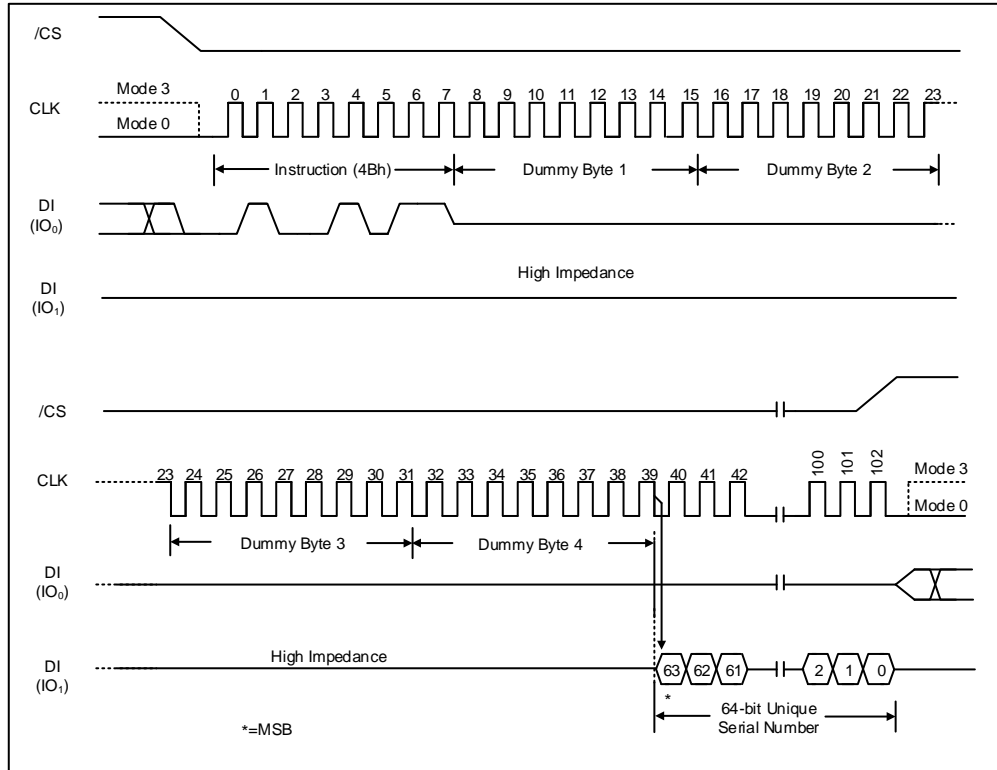 /CS
Mode 3
CLK
Mode 0
0 1 2 3 4 5 6 7 8 9 10 11 12 13 14 15 16 17 18 19 20 21 22 23
Instruction (4Bh) Dummy Byte 1 Dummy Byte 2
DI
(IO₀)
High Impedance
DI
(IO₁)
/CS
23 24 25 26 27 28 29 30 31 32 33 34 35 36 37 38 39 40 41 42 100 101 102
CLK
Mode 3
Mode 0
Dummy Byte 3 Dummy Byte 4
DI
(IO₀)
DI
(IO₁)
High Impedance
63 62 61 2 1 0
*
64-bit Unique
Serial Number
*=MSB